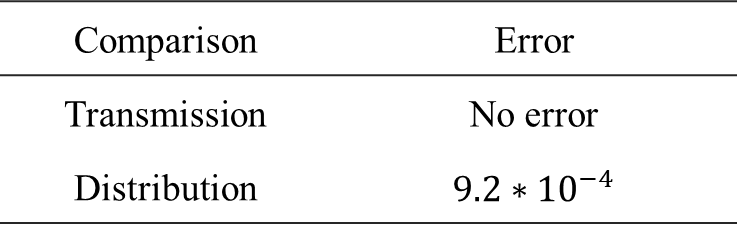 Comparison Error
Transmission No error
Distribution 9.2 ∗ 10⁻⁴